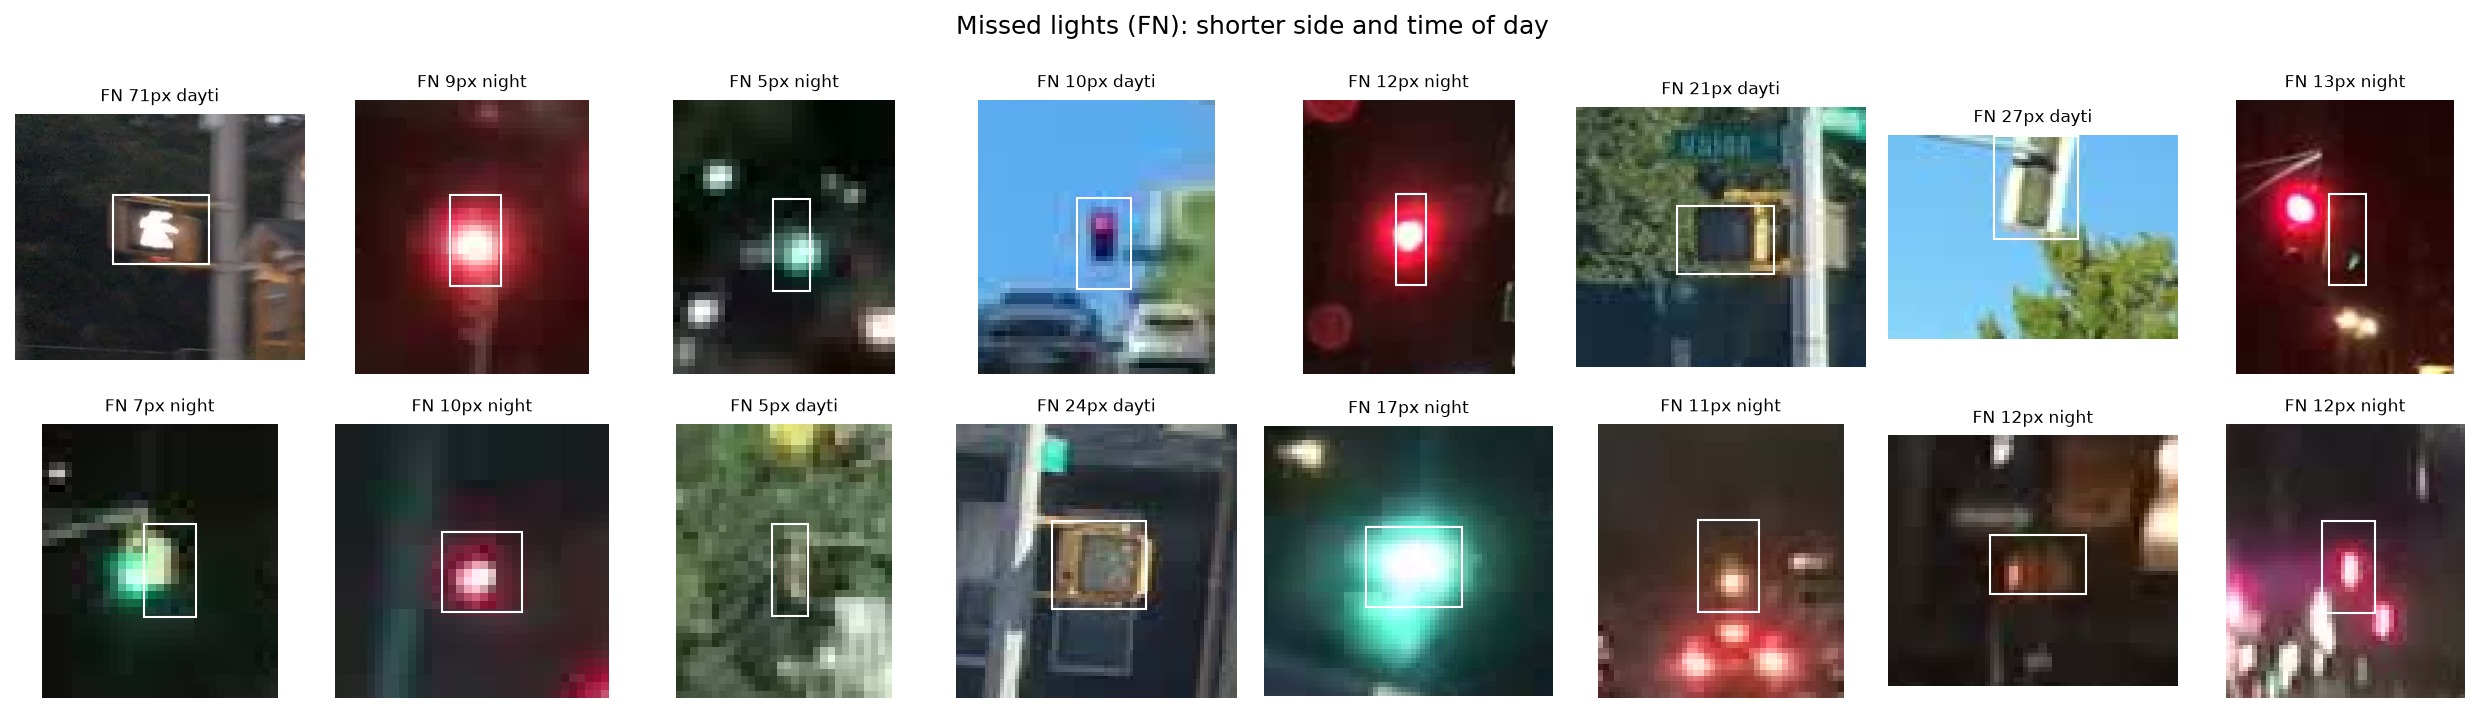 Missed lights (FN): shorter side and time of day
FN 71px dayti
FN 9px night
FN 5px night
FN 10px dayti
FN 12px night
FN 21px dayti
FN 27px dayti
FN 13px night
FN 7px night
FN 10px night
FN 5px dayti
FN 24px dayti
FN 17px night
FN 11px night
FN 12px night
FN 12px night